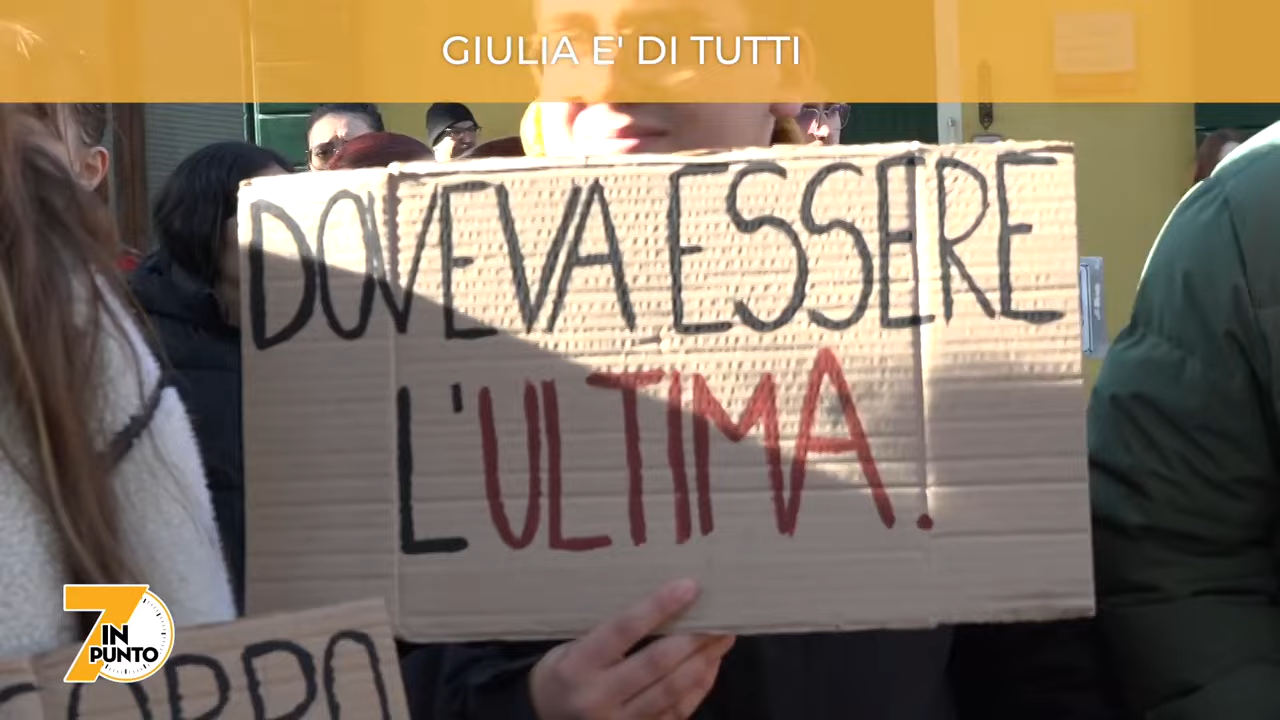 GIULIA E' DI TUTTI
DOVEVA ESSERE
L'ULTIMA.
7 IN
PUNTO